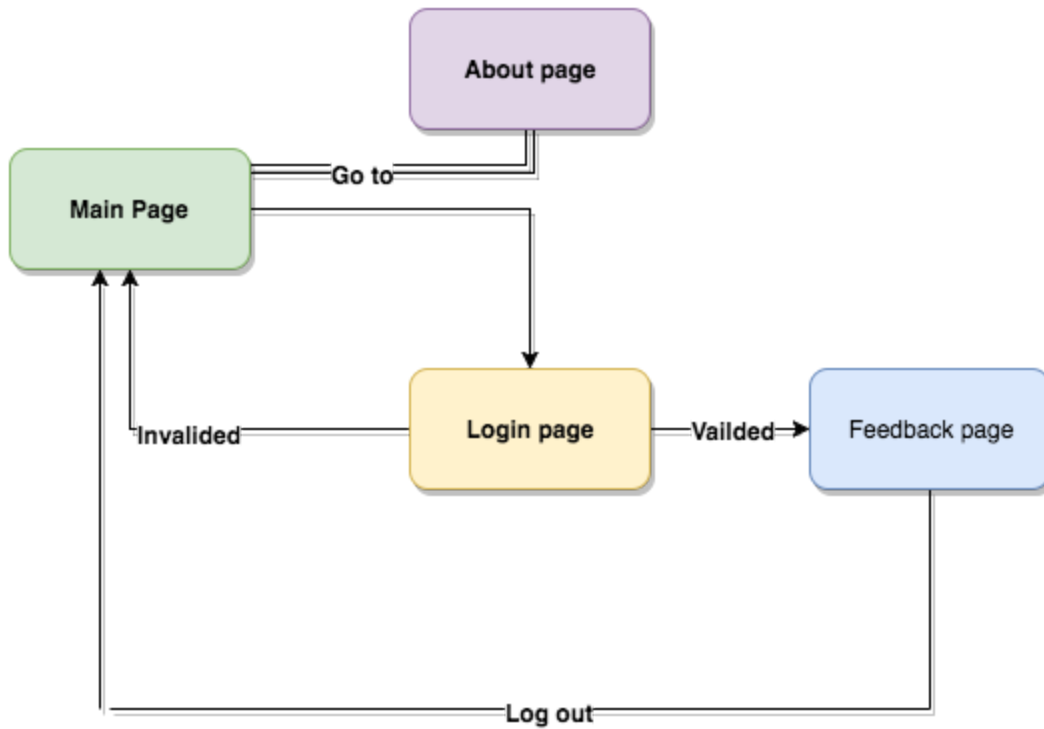 About page
Go to
Main Page
Invalided
Login page
Vailded
Feedback page
Log out